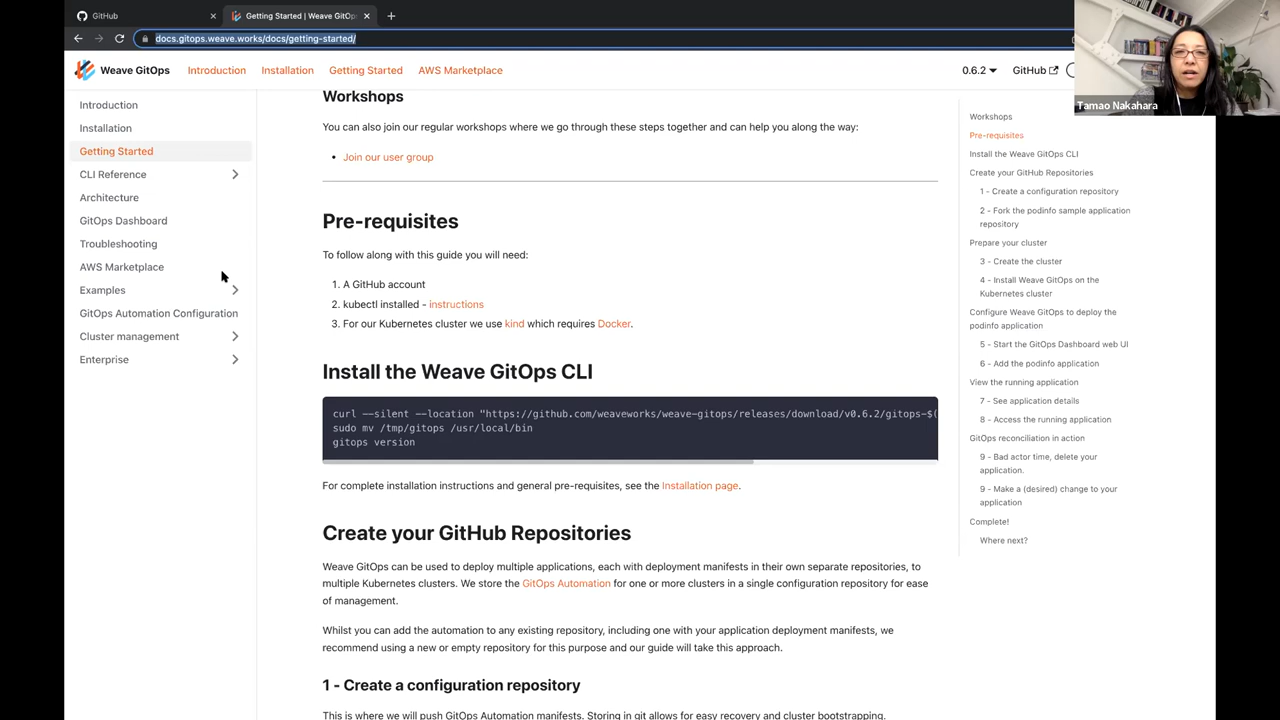 GitHub
Getting Started | Weave GitOps
docs.gitops.weave.works/docs/getting-started/
Weave GitOps
Introduction
Installation
Getting Started
AWS Marketplace
0.6.2
GitHub
Tamao Nakahara
Introduction
Installation
Getting Started
CLI Reference
Architecture
GitOps Dashboard
Troubleshooting
AWS Marketplace
Examples
GitOps Automation Configuration
Cluster management
Enterprise
Workshops
You can also join our regular workshops where we go through these steps together and can help you along the way:
• Join our user group
Pre-requisites
To follow along with this guide you will need:
1. A GitHub account
2. kubectl installed - instructions
3. For our Kubernetes cluster we use kind which requires Docker.
Install the Weave GitOps CLI
curl --silent --location "https://github.com/weaveworks/weave-gitops/releases/download/v0.6.2/gitops-$(
sudo mv /tmp/gitops /usr/local/bin
gitops version
For complete installation instructions and general pre-requisites, see the Installation page.
Create your GitHub Repositories
Weave GitOps can be used to deploy multiple applications, each with deployment manifests in their own separate repositories, to
multiple Kubernetes clusters. We store the GitOps Automation for one or more clusters in a single configuration repository for ease
of management.
Whilst you can add the automation to any existing repository, including one with your application deployment manifests, we
recommend using a new or empty repository for this purpose and our guide will take this approach.
1 - Create a configuration repository
This is where we will push GitOps Automation manifests. Storing in git allows for easy recovery and cluster bootstrapping.
Workshops
Pre-requisites
Install the Weave GitOps CLI
Create your GitHub Repositories
1 - Create a configuration repository
2 - Fork the podinfo sample application
repository
Prepare your cluster
3 - Create the cluster
4 - Install Weave GitOps on the
Kubernetes cluster
Configure Weave GitOps to deploy the
podinfo application
5 - Start the GitOps Dashboard web UI
6 - Add the podinfo application
View the running application
7 - See application details
8 - Access the running application
GitOps reconciliation in action
9 - Bad actor time, delete your
application.
9 - Make a (desired) change to your
application
Complete!
Where next?